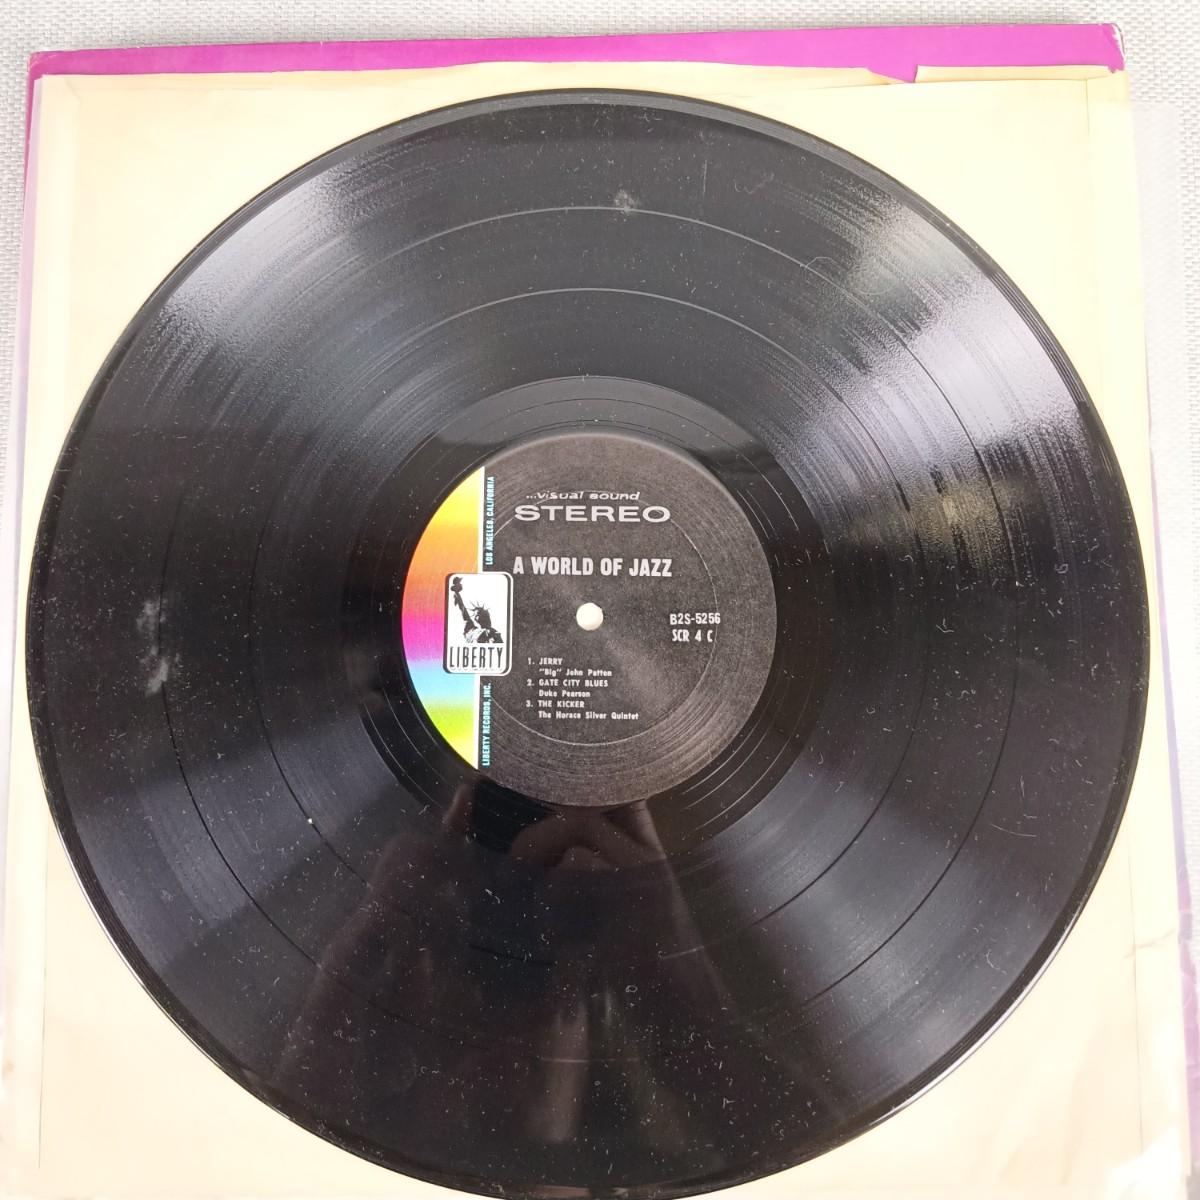 ...visual sound
STEREO
A WORLD OF JAZZ
B2S-5256
SCR 4 C
1. JERRY
"Big" John Patton
2. GATE CITY BLUES
Duke Pearson
3. THE KICKER
The Horace Silver Quintet
LIBERTY
LIBERTY RECORDS, INC.
LOS ANGELES, CALIFORNIA